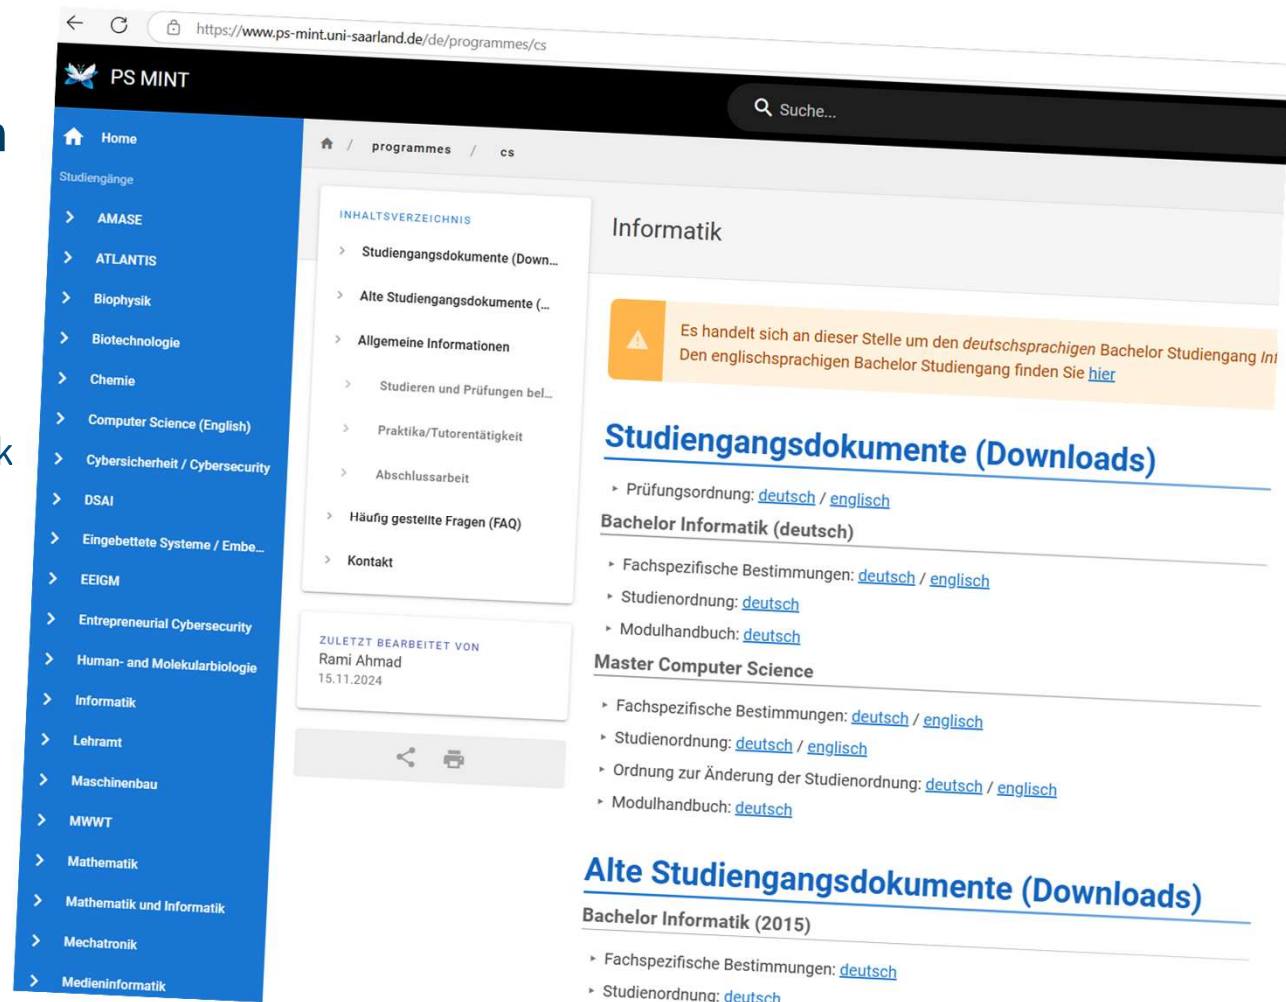 https://www.ps-mint.uni-saarland.de/de/programmes/cs
PS MINT
Suche...
Home
Studiengänge
AMASE
ATLANTIS
Biophysik
Biotechnologie
Chemie
Computer Science (English)
Cybersicherheit / Cybersecurity
DSAI
Eingebettete Systeme / Embe...
EEIGM
Entrepreneurial Cybersecurity
Human- and Molekularbiologie
Informatik
Lehramt
Maschinenbau
MWWT
Mathematik
Mathematik und Informatik
Mechatronik
Medieninformatik
/ programmes / cs
INHALTSVERZEICHNIS
Studiengangsdokumente (Down...
Alte Studiengangsdokumente (...
Allgemeine Informationen
Studieren und Prüfungen bel...
Praktika/Tutorentätigkeit
Abschlussarbeit
Häufig gestellte Fragen (FAQ)
Kontakt
ZULETZT BEARBEITET VON
Rami Ahmad
15.11.2024
Informatik
Es handelt sich an dieser Stelle um den deutschsprachigen Bachelor Studiengang
Den englischsprachigen Bachelor Studiengang finden Sie hier
Studiengangsdokumente (Downloads)
Prüfungsordnung: deutsch / englisch
Bachelor Informatik (deutsch)
Fachspezifische Bestimmungen: deutsch / englisch
Studienordnung: deutsch
Modulhandbuch: deutsch
Master Computer Science
Fachspezifische Bestimmungen: deutsch / englisch
Studienordnung: deutsch / englisch
Ordnung zur Änderung der Studienordnung: deutsch / englisch
Modulhandbuch: deutsch
Alte Studiengangsdokumente (Downloads)
Bachelor Informatik (2015)
Fachspezifische Bestimmungen: deutsch
Studienordnung: deutsch